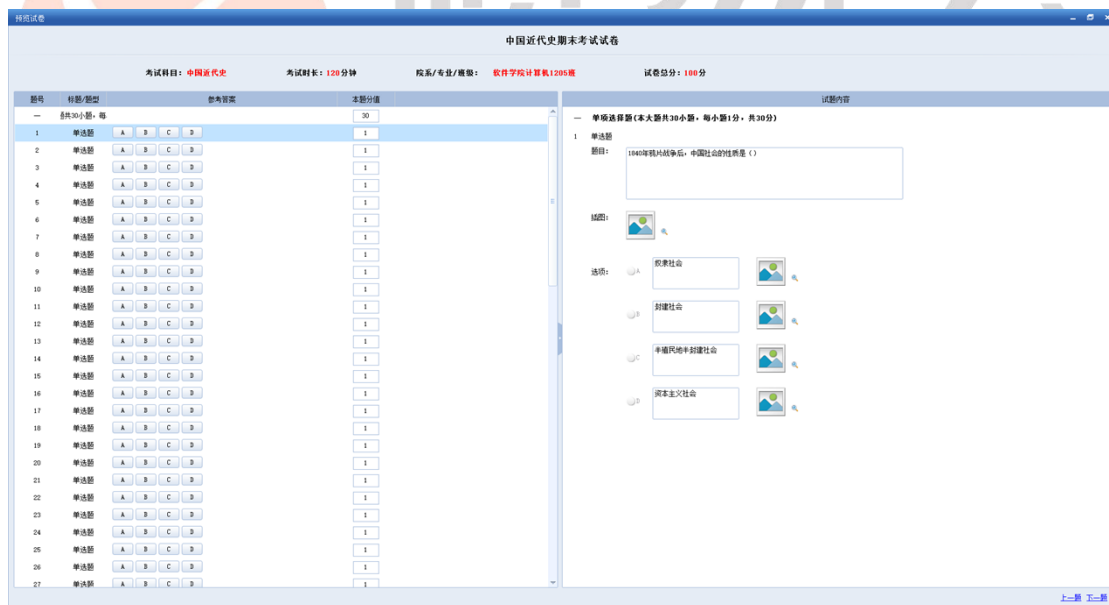 预览试卷
中国近代史期末考试试卷
考试科目：中国近代史 考试时长：120分钟 院系/专业/班级： 软件学院计算机1205班 试卷总分：100分
题号 标题/题型 参考答案 本题分值
一 共30小题，每 30
1 单选题 A B C D 1
2 单选题 A B C D 1
3 单选题 A B C D 1
4 单选题 A B C D 1
5 单选题 A B C D 1
6 单选题 A B C D 1
7 单选题 A B C D 1
8 单选题 A B C D 1
9 单选题 A B C D 1
10 单选题 A B C D 1
11 单选题 A B C D 1
12 单选题 A B C D 1
13 单选题 A B C D 1
14 单选题 A B C D 1
15 单选题 A B C D 1
16 单选题 A B C D 1
17 单选题 A B C D 1
18 单选题 A B C D 1
19 单选题 A B C D 1
20 单选题 A B C D 1
21 单选题 A B C D 1
22 单选题 A B C D 1
23 单选题 A B C D 1
24 单选题 A B C D 1
25 单选题 A B C D 1
26 单选题 A B C D 1
27 单选题 A B C D 1
试题内容
一 单项选择题(本大题共30小题，每小题1分，共30分)
1 单选题
题目： 1840年鸦片战争后，中国社会的性质是（）
插图：
选项： A 奴隶社会
B 封建社会
C 半殖民地半封建社会
D 资本主义社会
上一题 下一题